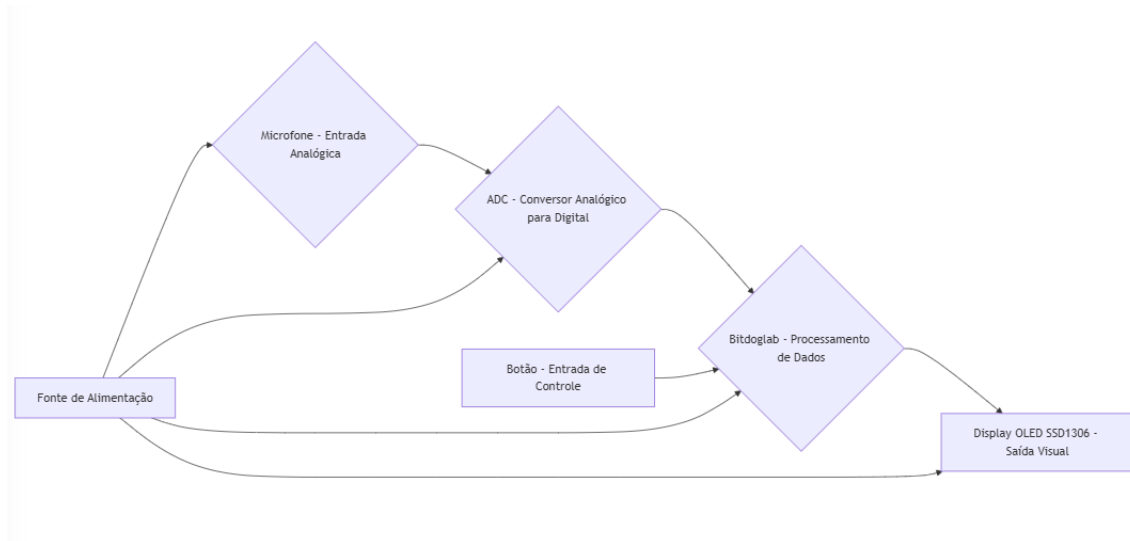 Microfone - Entrada
Analógica
ADC - Conversor Analógico
para Digital
Bitdoglab - Processamento
de Dados
Botão - Entrada de
Controle
Fonte de Alimentação
Display OLED SSD1306 -
Saída Visual